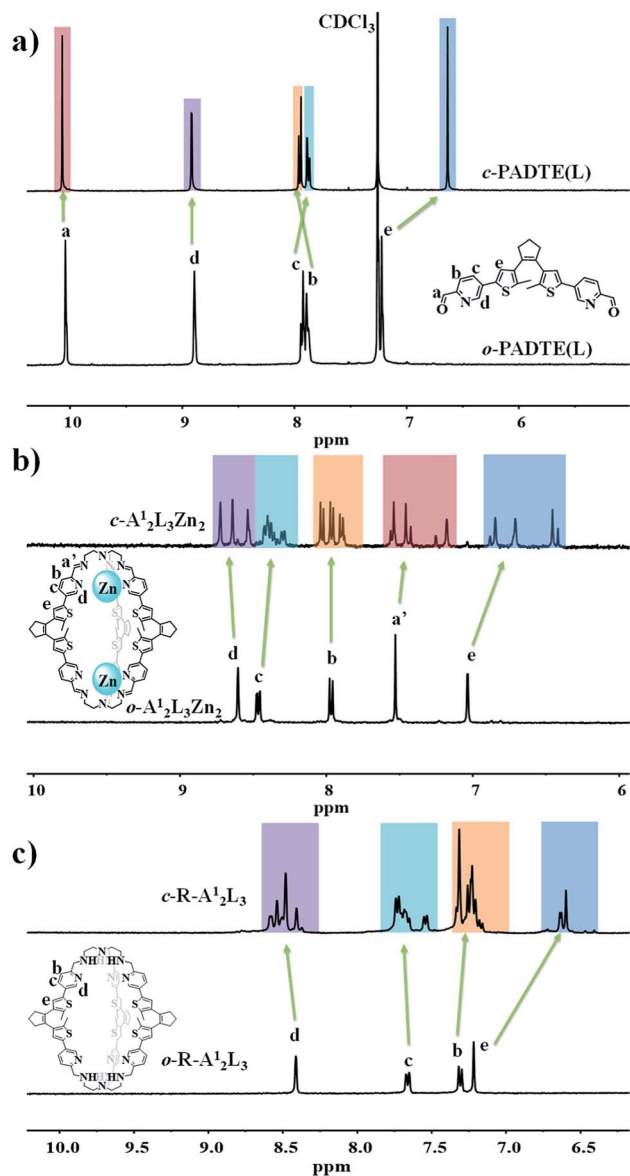 a)
CDCl₃
c-PADTE(L)
a
d
c
b
e
b c e
a
O N d S S N O
o-PADTE(L)
10 9 8 7 6
ppm
b)
c-A¹₂L₃Zn₂
a'
b
c
d
e
Zn
Zn
d
c
b
a'
e
o-A¹₂L₃Zn₂
10 9 8 7 6
ppm
c)
c-R-A¹₂L₃
b
c
d
e
d
c
b
e
o-R-A¹₂L₃
10.0 9.5 9.0 8.5 8.0 7.5 7.0 6.5
ppm